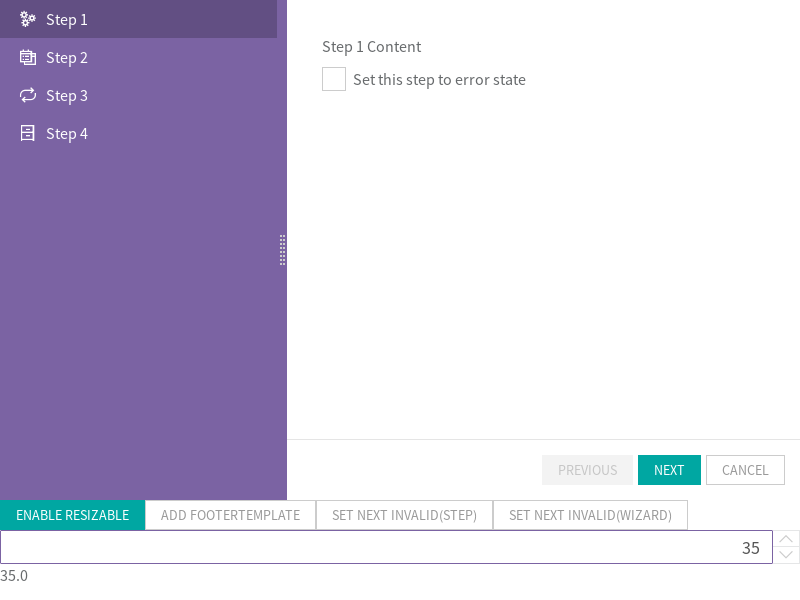 Step 1
Step 2
Step 3
Step 4
Step 1 Content
Set this step to error state
PREVIOUS
NEXT
CANCEL
ENABLE RESIZABLE
ADD FOOTERTEMPLATE
SET NEXT INVALID(STEP)
SET NEXT INVALID(WIZARD)
35
35.0